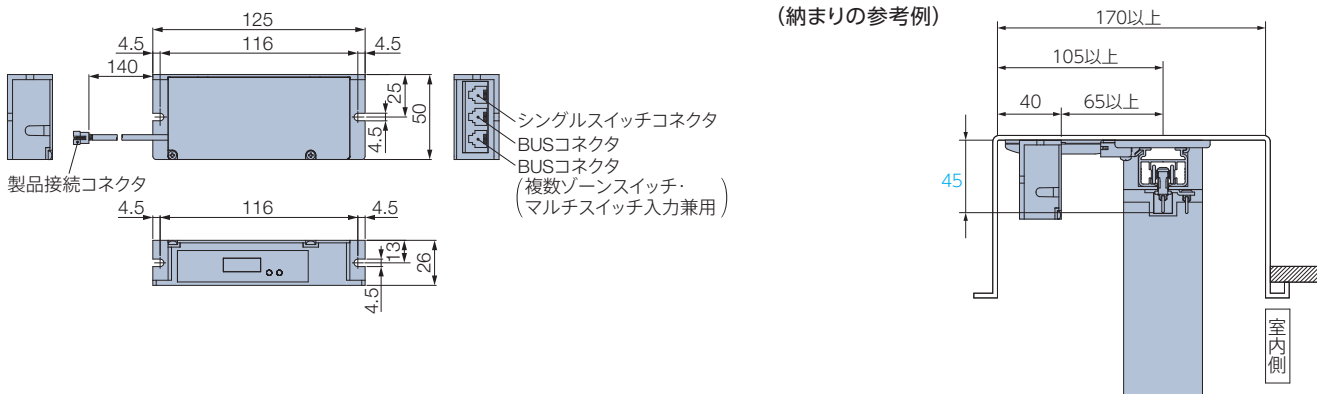 125
4.5
116
4.5
140
25
50
4.5
製品接続コネクタ
シングルスイッチコネクタ
BUSコネクタ
BUSコネクタ
(複数ゾーンスイッチ・
マルチスイッチ入力兼用)
4.5
116
4.5
13
26
4.5
(納まりの参考例)
170以上
105以上
40
65以上
45
室内側